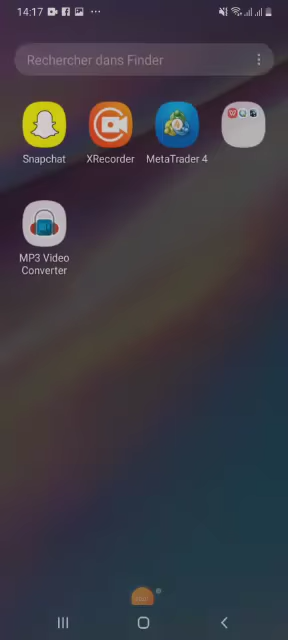 14:17
Rechercher dans Finder
Snapchat
XRecorder
MetaTrader 4
MP3 Video
Converter